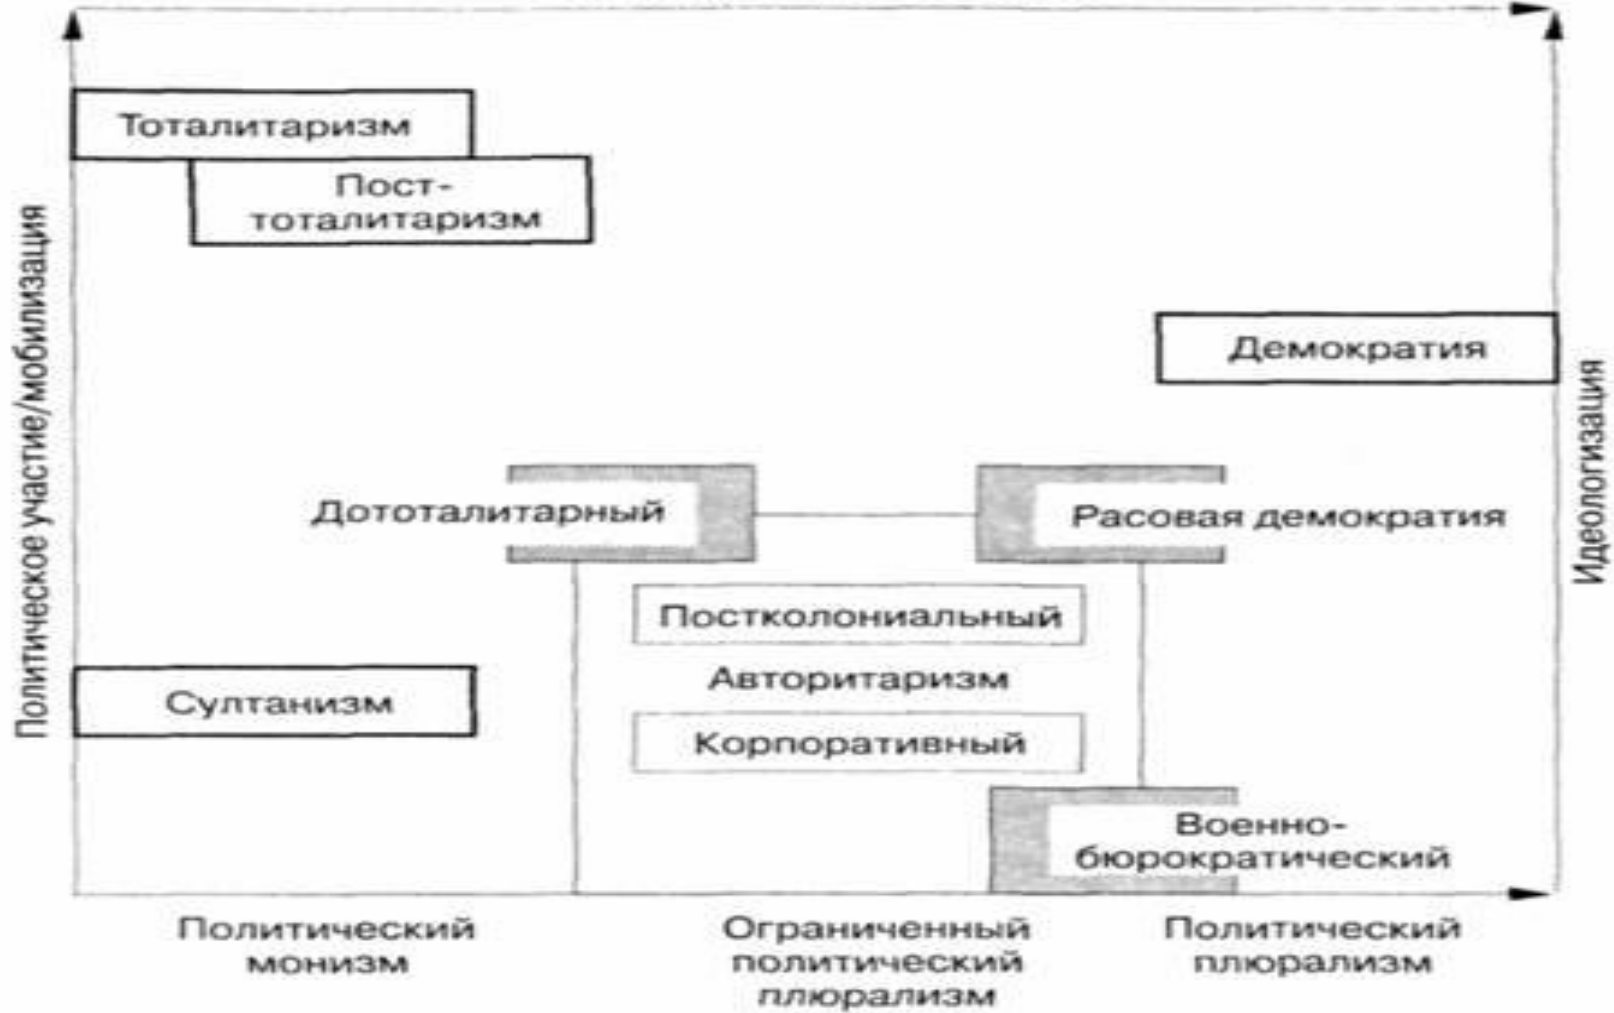 Тоталитаризм
Пост-
тоталитаризм
Демократия
Политическое участие/мобилизация
Идеологизация
Дототалитарный
Расовая демократия
Постколониальный
Авторитаризм
Султанизм
Корпоративный
Военно-
бюрократический
Политический
монизм
Ограниченный
политический
плюрализм
Политический
плюрализм